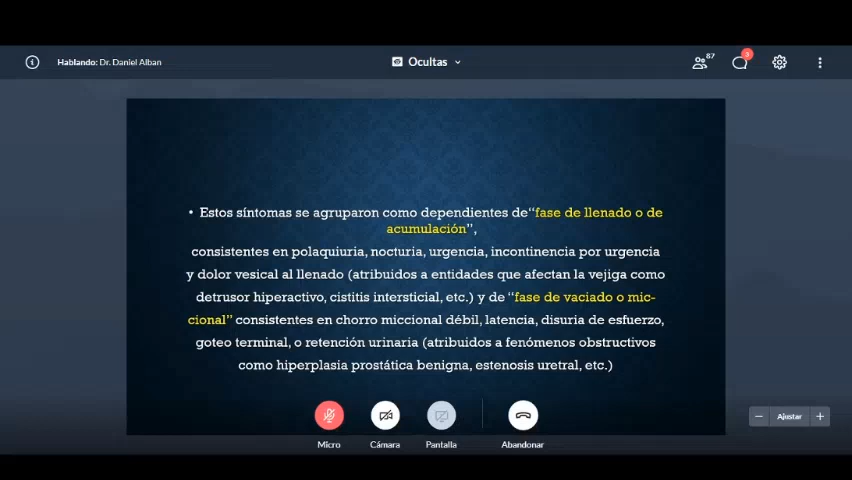 Hablando: Dr. Daniel Alban
Ocultas
87
3
• Estos síntomas se agruparon como dependientes de“fase de llenado o de
acumulación”,
consistentes en polaquiuria, nocturia, urgencia, incontinencia por urgencia
y dolor vesical al llenado (atribuidos a entidades que afectan la vejiga como
detrusor hiperactivo, cistitis intersticial, etc.) y de “fase de vaciado o mic-
cional” consistentes en chorro miccional débil, latencia, disuria de esfuerzo,
goteo terminal, o retención urinaria (atribuidos a fenómenos obstructivos
como hiperplasia prostática benigna, estenosis uretral, etc.)
Micro
Cámara
Pantalla
Abandonar
Ajustar